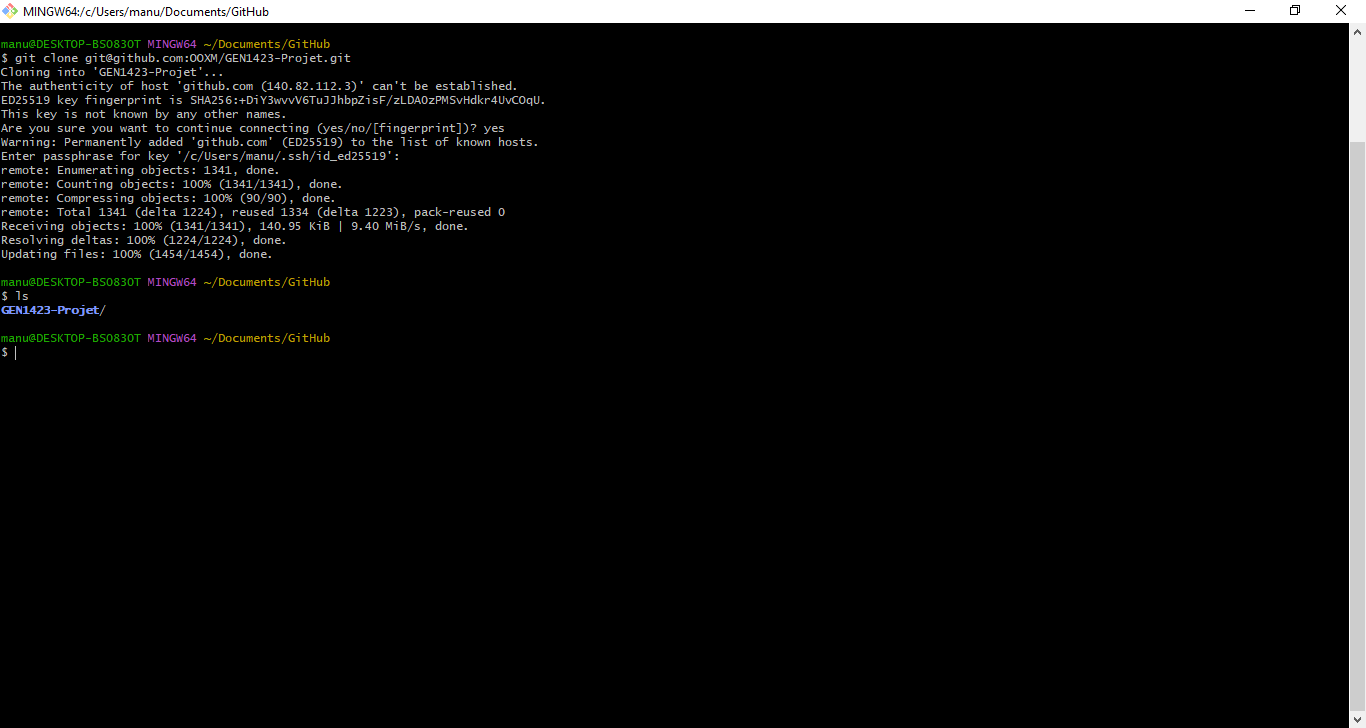 MINGW64:/c/Users/manu/Documents/GitHub
manu@DESKTOP-BSO830T MINGW64 ~/Documents/GitHub
$ git clone git@github.com:OOXM/GEN1423-Projet.git
Cloning into 'GEN1423-Projet'...
The authenticity of host 'github.com (140.82.112.3)' can't be established.
ED25519 key fingerprint is SHA256:+DiY3wvvV6TuJJhbpZisF/zLDA0zPMSvHdkr4UvCOqU.
This key is not known by any other names.
Are you sure you want to continue connecting (yes/no/[fingerprint])? yes
Warning: Permanently added 'github.com' (ED25519) to the list of known hosts.
Enter passphrase for key '/c/Users/manu/.ssh/id_ed25519':
remote: Enumerating objects: 1341, done.
remote: Counting objects: 100% (1341/1341), done.
remote: Compressing objects: 100% (90/90), done.
remote: Total 1341 (delta 1224), reused 1334 (delta 1223), pack-reused 0
Receiving objects: 100% (1341/1341), 140.95 KiB | 9.40 MiB/s, done.
Resolving deltas: 100% (1224/1224), done.
Updating files: 100% (1454/1454), done.
manu@DESKTOP-BSO830T MINGW64 ~/Documents/GitHub
$ ls
GEN1423-Projet/
manu@DESKTOP-BSO830T MINGW64 ~/Documents/GitHub
$